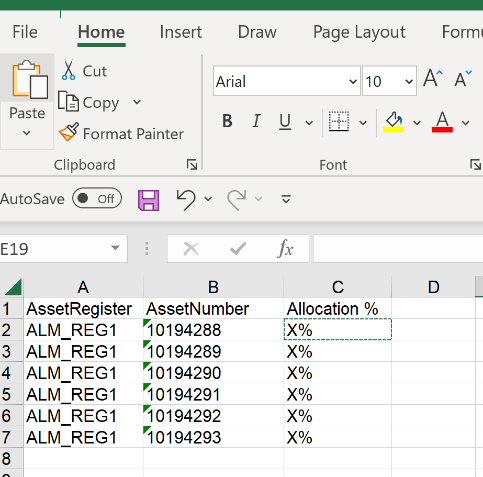 File Home Insert Draw Page Layout Formu
Cut
Copy
Paste
Format Painter
Arial 10 A A
B I U A
Clipboard Font
AutoSave Off
E19 fx
A B C D
1 AssetRegister AssetNumber Allocation %
2 ALM_REG1 10194288 X%
3 ALM_REG1 10194289 X%
4 ALM_REG1 10194290 X%
5 ALM_REG1 10194291 X%
6 ALM_REG1 10194292 X%
7 ALM_REG1 10194293 X%
8